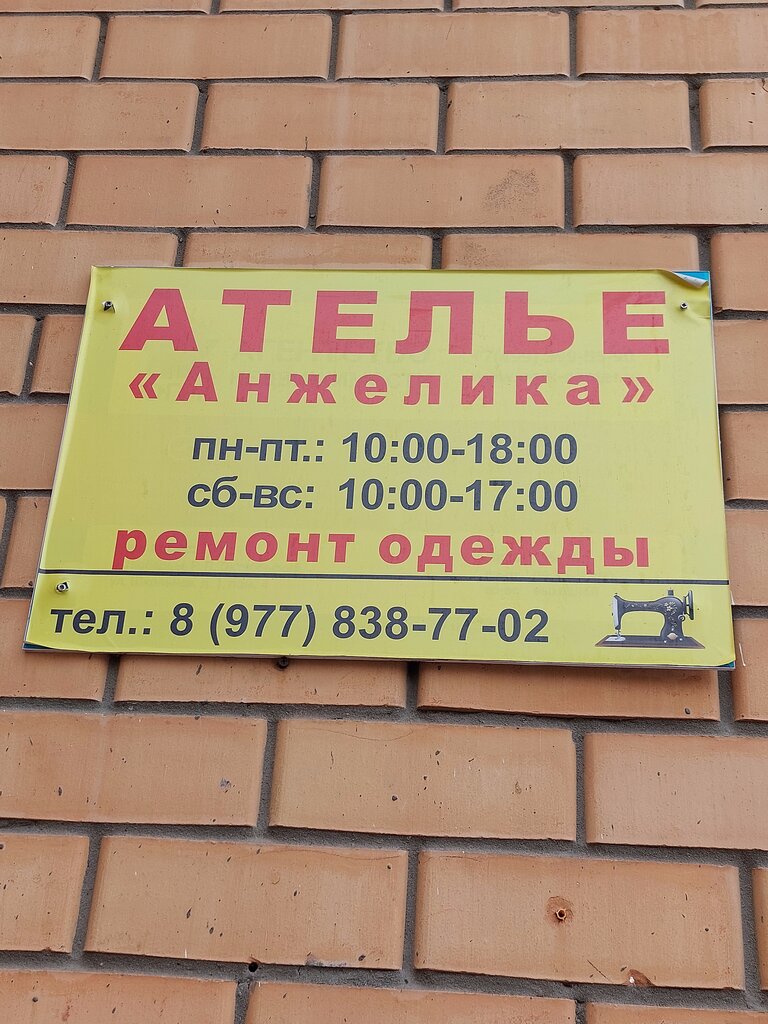 АТЕЛЬЕ
«Анжелика»
пн-пт.: 10:00-18:00
сб-вс: 10:00-17:00
ремонт одежды
тел.: 8 (977) 838-77-02